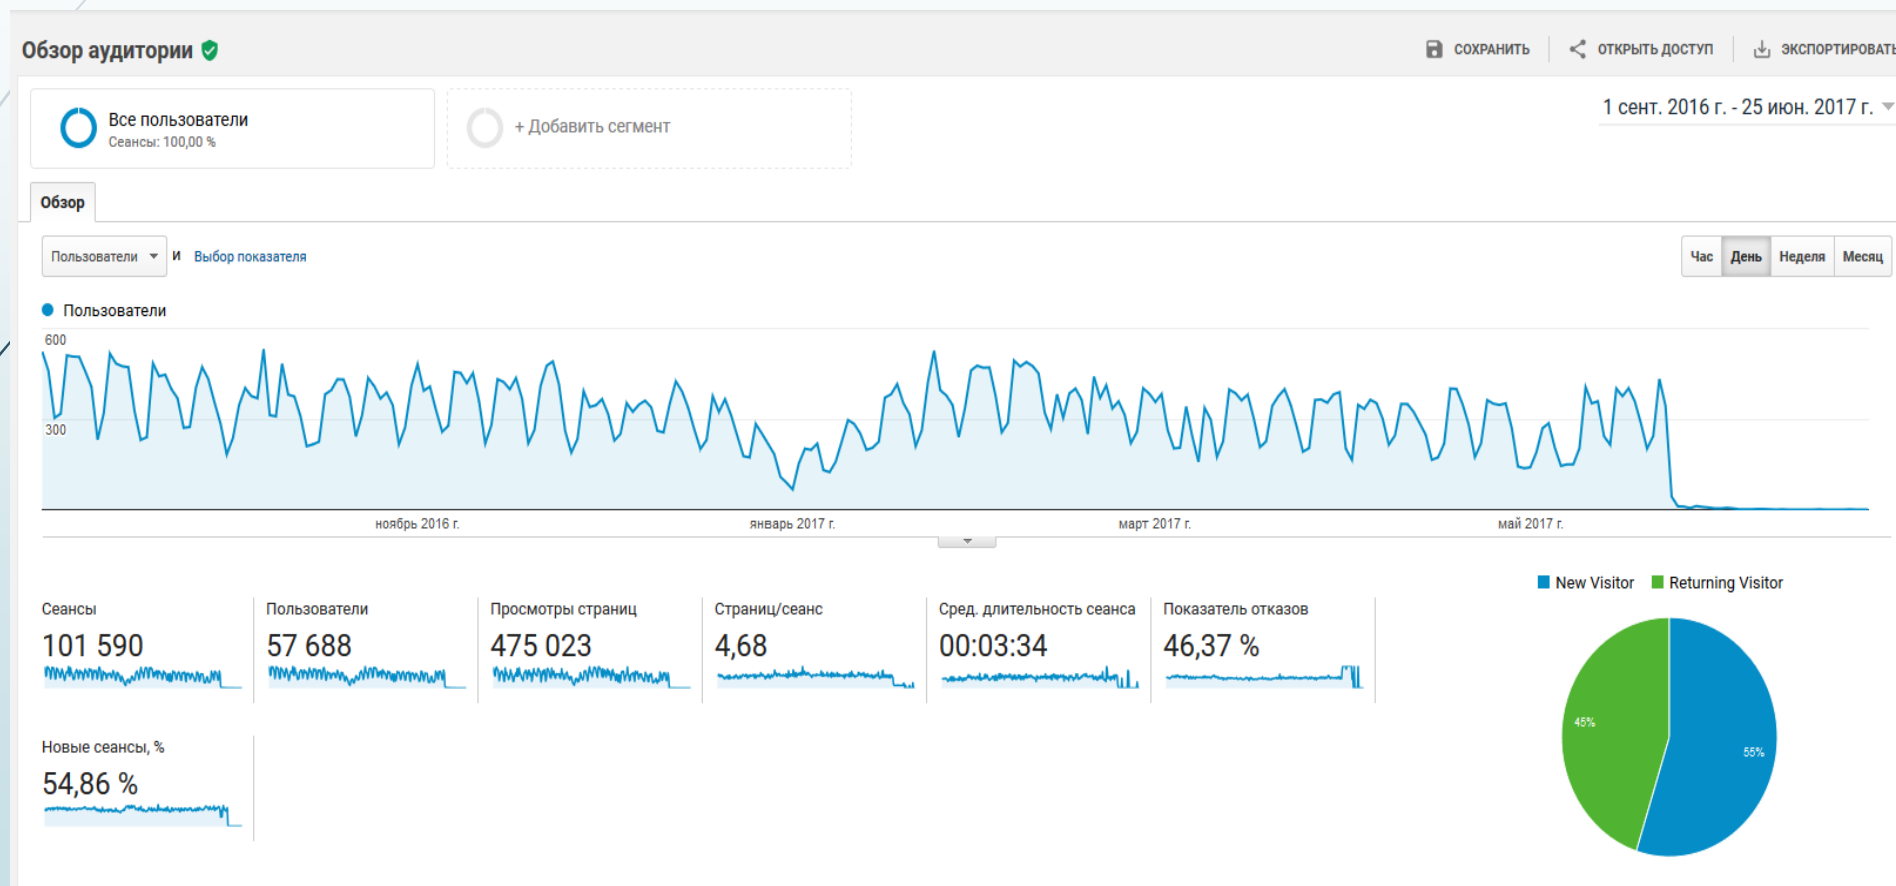 Обзор аудитории
СОХРАНИТЬ
ОТКРЫТЬ ДОСТУП
ЭКСПОРТИРОВАТЬ
Все пользователи
Сеансы: 100,00 %
+ Добавить сегмент
1 сент. 2016 г. - 25 июн. 2017 г.
Обзор
Пользователи
и
Выбор показателя
Час
День
Неделя
Месяц
Пользователи
600
300
ноябрь 2016 г.
январь 2017 г.
март 2017 г.
май 2017 г.
New Visitor
Returning Visitor
Сеансы
101 590
Пользователи
57 688
Просмотры страниц
475 023
Страниц/сеанс
4,68
Сред. длительность сеанса
00:03:34
Показатель отказов
46,37 %
45%
55%
Новые сеансы, %
54,86 %